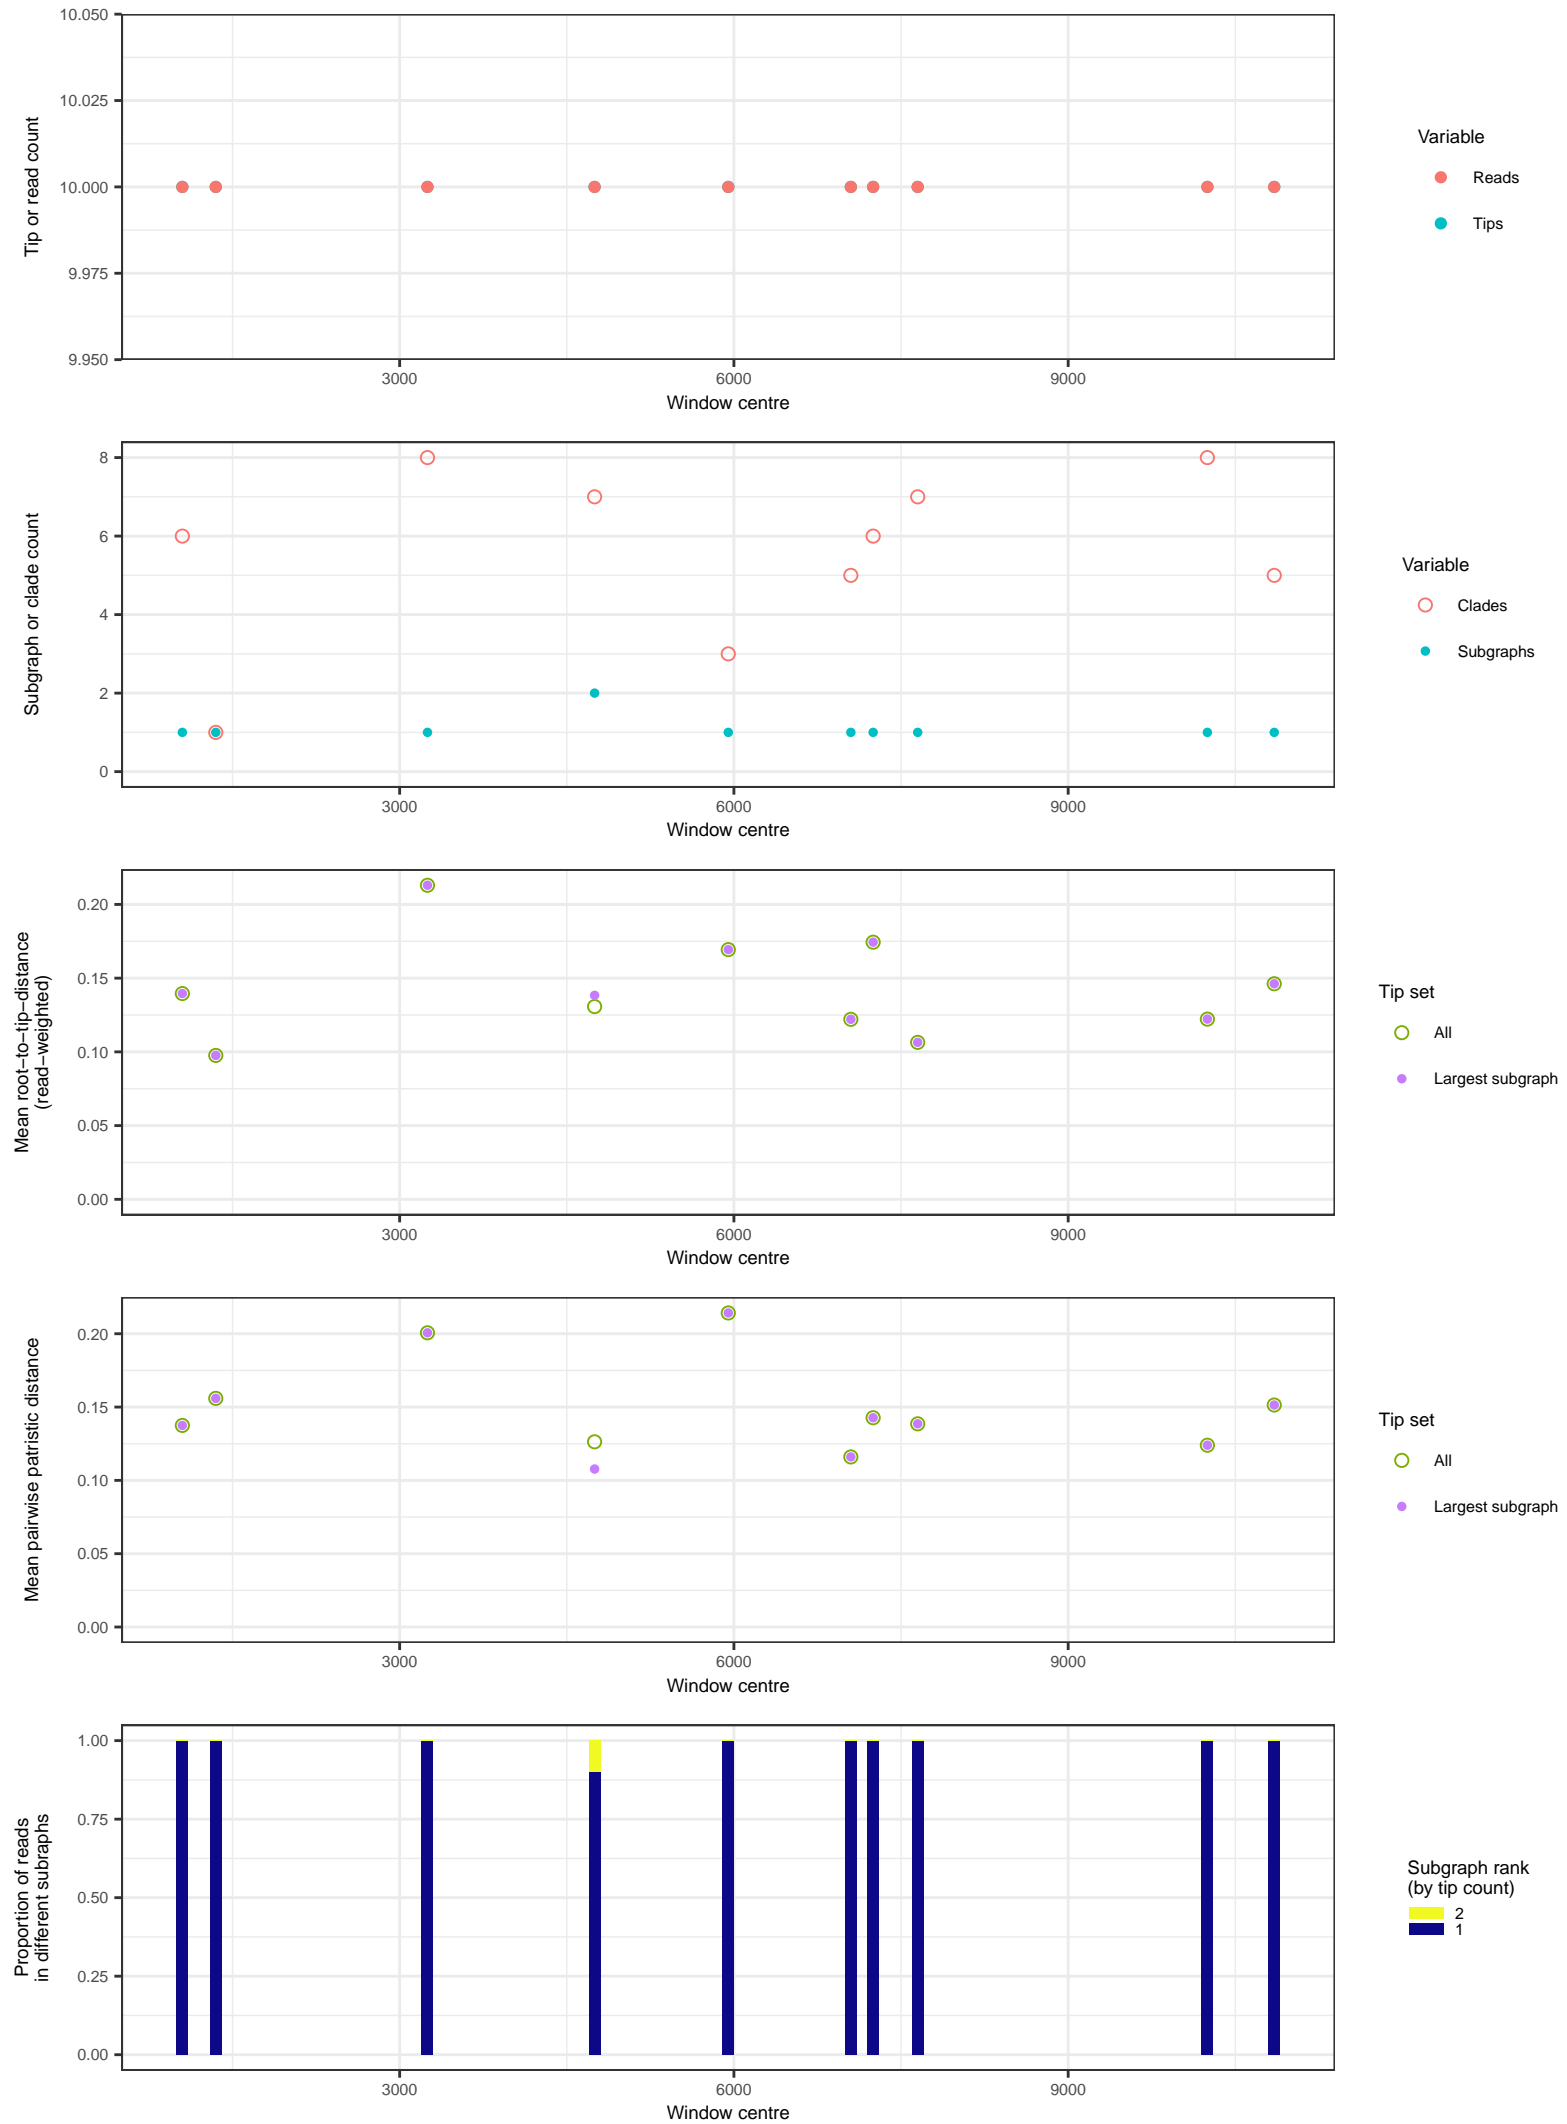 10.050
10.025
10.000
9.975
9.950
Tip or read count
3000 6000 9000
Window centre
Variable
Reads
Tips
8
6
4
2
0
Subgraph or clade count
3000 6000 9000
Window centre
Variable
Clades
Subgraphs
0.20
0.15
0.10
0.05
0.00
Mean root−to−tip−distance
(read−weighted)
3000 6000 9000
Window centre
Tip set
All
Largest subgraph
0.20
0.15
0.10
0.05
0.00
Mean pairwise patristic distance
3000 6000 9000
Window centre
Tip set
All
Largest subgraph
1.00
0.75
0.50
0.25
0.00
Proportion of reads
in different subraphs
3000 6000 9000
Window centre
Subgraph rank
(by tip count)
2
1